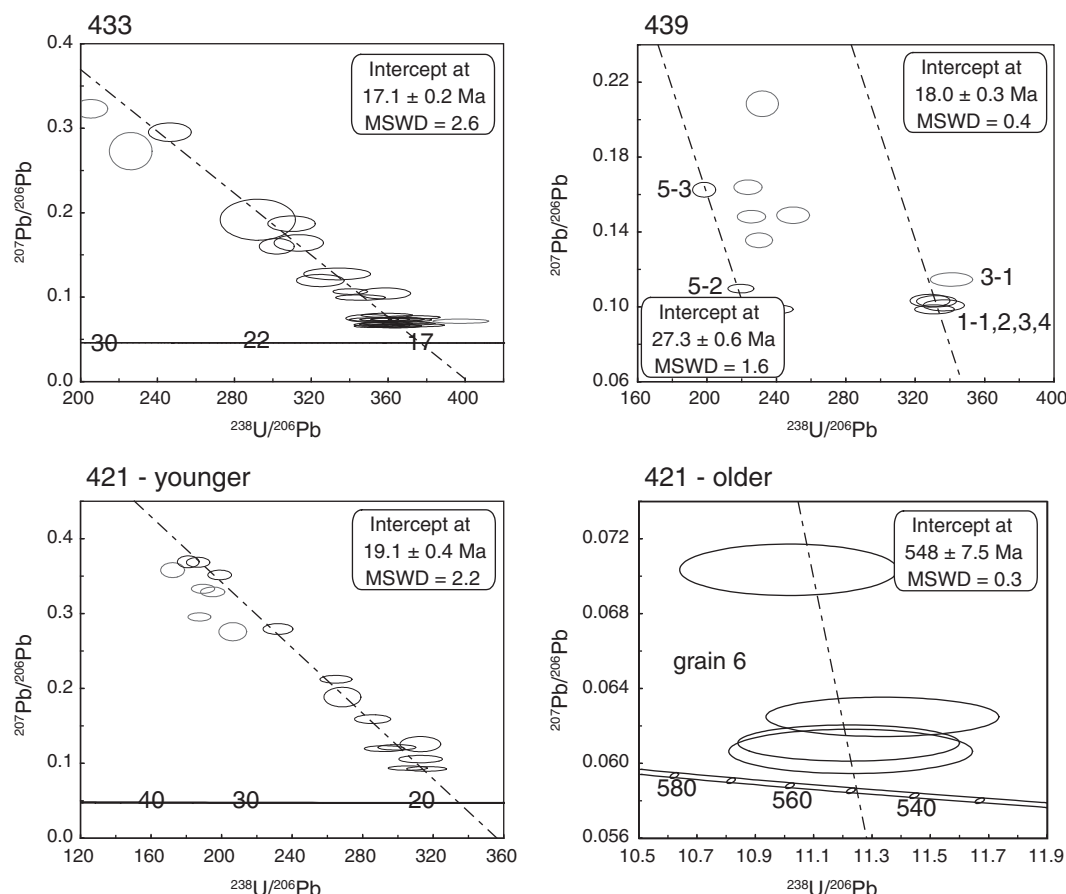 433
0.4
0.3
0.2
0.1
0.0
²⁰⁷Pb/²⁰⁶Pb
Intercept at
17.1 ± 0.2 Ma
MSWD = 2.6
30
22
17
200
240
280
320
360
400
²³⁸U/²⁰⁶Pb
439
0.22
0.18
0.14
0.10
0.06
²⁰⁷Pb/²⁰⁶Pb
Intercept at
18.0 ± 0.3 Ma
MSWD = 0.4
5-3
5-2
3-1
1-1,2,3,4
Intercept at
27.3 ± 0.6 Ma
MSWD = 1.6
160
200
240
280
320
360
400
²³⁸U/²⁰⁶Pb
421 - younger
0.4
0.3
0.2
0.1
0.0
²⁰⁷Pb/²⁰⁶Pb
Intercept at
19.1 ± 0.4 Ma
MSWD = 2.2
40
30
20
120
160
200
240
280
320
360
²³⁸U/²⁰⁶Pb
421 - older
0.072
0.068
0.064
0.060
0.056
²⁰⁷Pb/²⁰⁶Pb
Intercept at
548 ± 7.5 Ma
MSWD = 0.3
grain 6
580
560
540
10.5
10.7
10.9
11.1
11.3
11.5
11.7
11.9
²³⁸U/²⁰⁶Pb